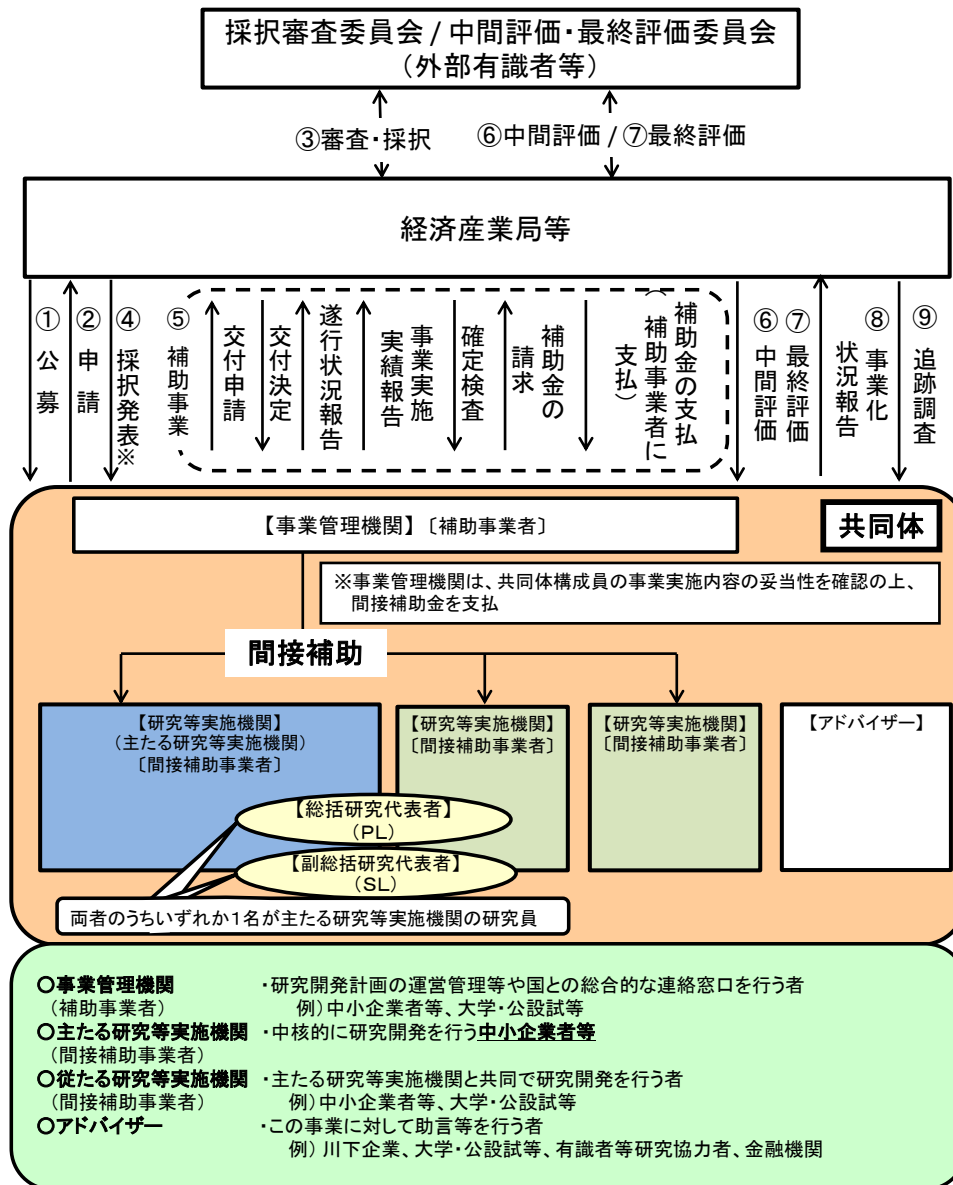 採択審査委員会 / 中間評価・最終評価委員会
（外部有識者等）
③審査・採択
⑥中間評価 / ⑦最終評価
経済産業局等
①公募
②申請
④採択発表※
⑤補助事業
交付申請
交付決定
遂行状況報告
事業実施
実績報告
確定検査
補助金の
請求
補助金の支払
（補助事業者に
支払）
⑥中間評価
⑦最終評価
⑧事業化
状況報告
⑨追跡調査
共同体
【事業管理機関】〔補助事業者〕
※事業管理機関は、共同体構成員の事業実施内容の妥当性を確認の上、
間接補助金を支払
間接補助
【研究等実施機関】
（主たる研究等実施機関）
〔間接補助事業者〕
【研究等実施機関】
〔間接補助事業者〕
【研究等実施機関】
〔間接補助事業者〕
【アドバイザー】
【総括研究代表者】
（PL）
【副総括研究代表者】
（SL）
両者のうちいずれか１名が主たる研究等実施機関の研究員
○事業管理機関 ・研究開発計画の運営管理等や国との総合的な連絡窓口を行う者
（補助事業者） 例）中小企業者等、大学・公設試等
○主たる研究等実施機関 ・中核的に研究開発を行う中小企業者等
（間接補助事業者）
○従たる研究等実施機関 ・主たる研究等実施機関と共同で研究開発を行う者
（間接補助事業者） 例）中小企業者等、大学・公設試等
○アドバイザー ・この事業に対して助言等を行う者
例）川下企業、大学・公設試等、有識者等研究協力者、金融機関